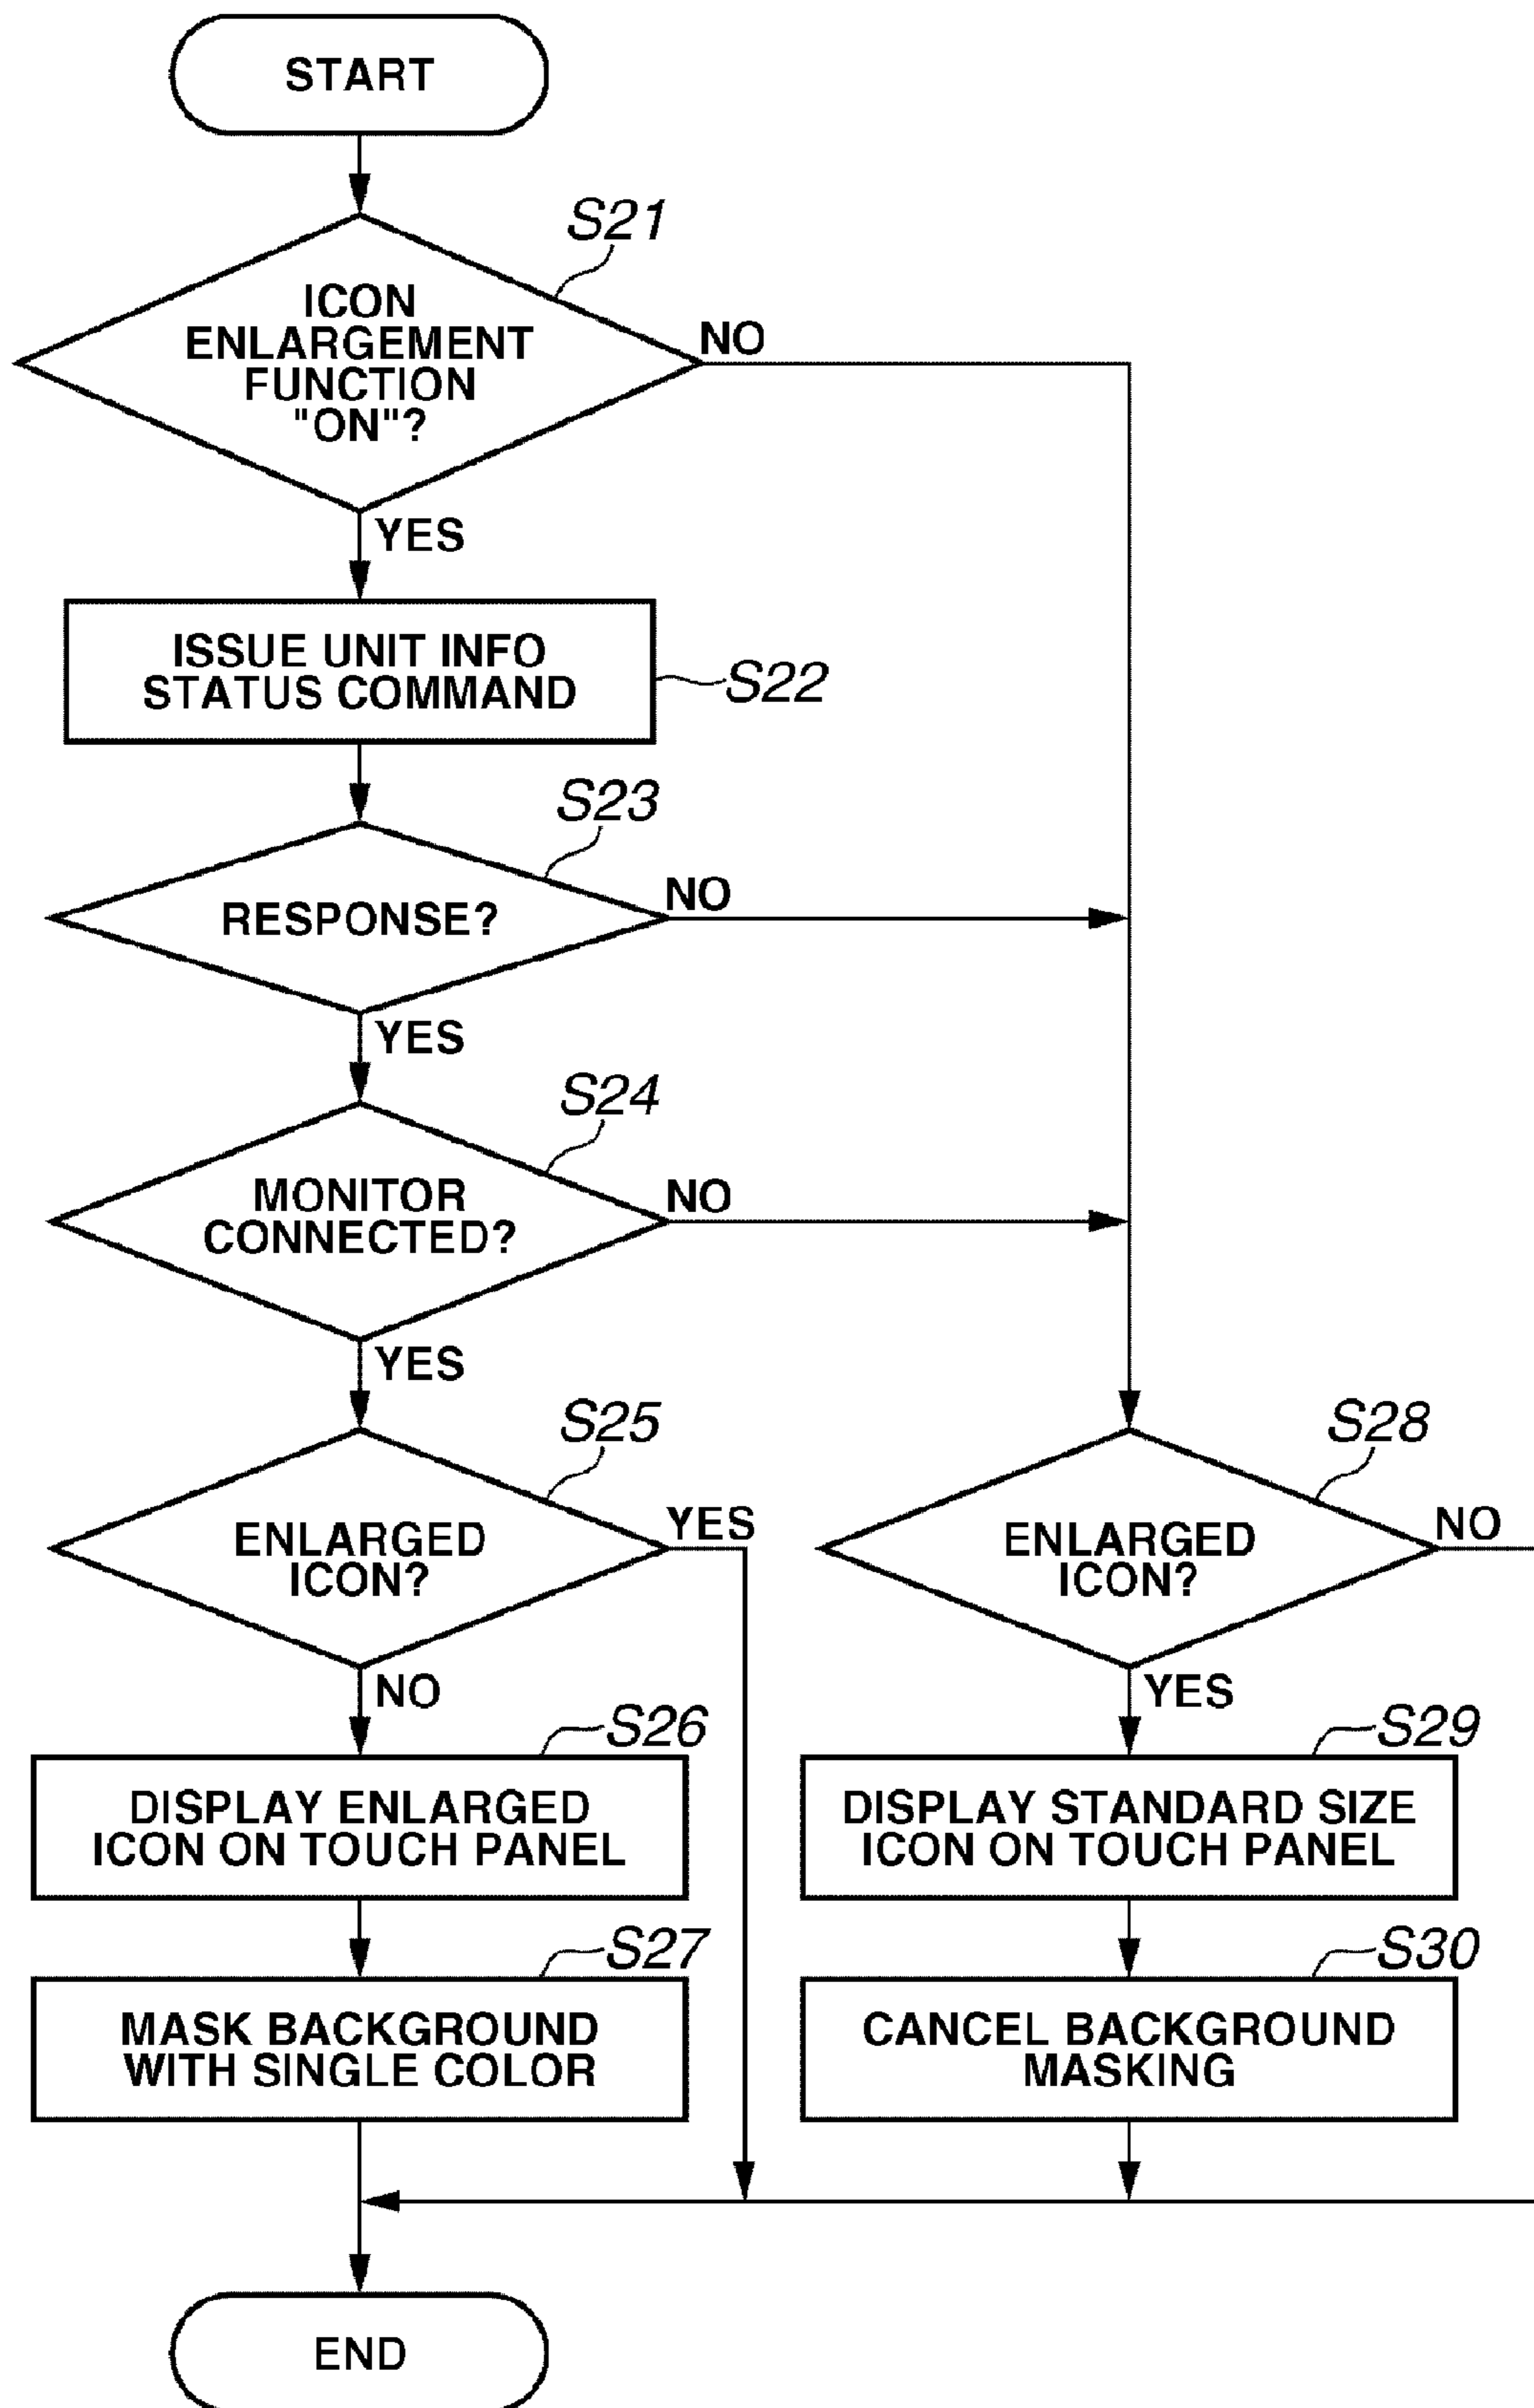 START
S21
ICON
ENLARGEMENT
FUNCTION
"ON"?
NO
YES
ISSUE UNIT INFO
STATUS COMMAND
S22
S23
RESPONSE?
NO
YES
S24
MONITOR
CONNECTED?
NO
YES
S25
ENLARGED
ICON?
YES
NO
S26
DISPLAY ENLARGED
ICON ON TOUCH PANEL
S27
MASK BACKGROUND
WITH SINGLE COLOR
S28
ENLARGED
ICON?
NO
YES
S29
DISPLAY STANDARD SIZE
ICON ON TOUCH PANEL
S30
CANCEL BACKGROUND
MASKING
END